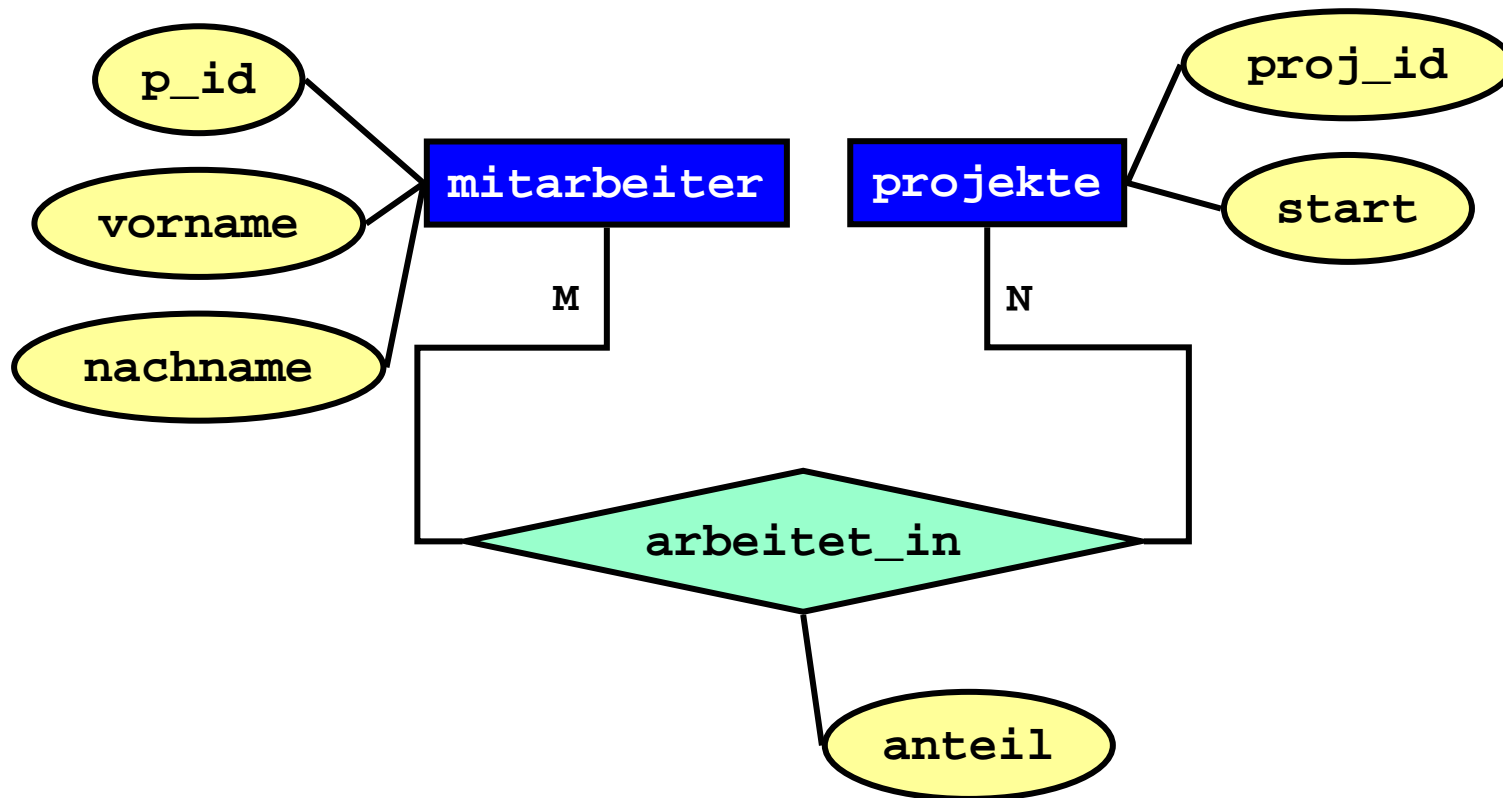 p_id
proj_id
mitarbeiter
projekte
vorname
start
M
N
nachname
arbeitet_in
anteil